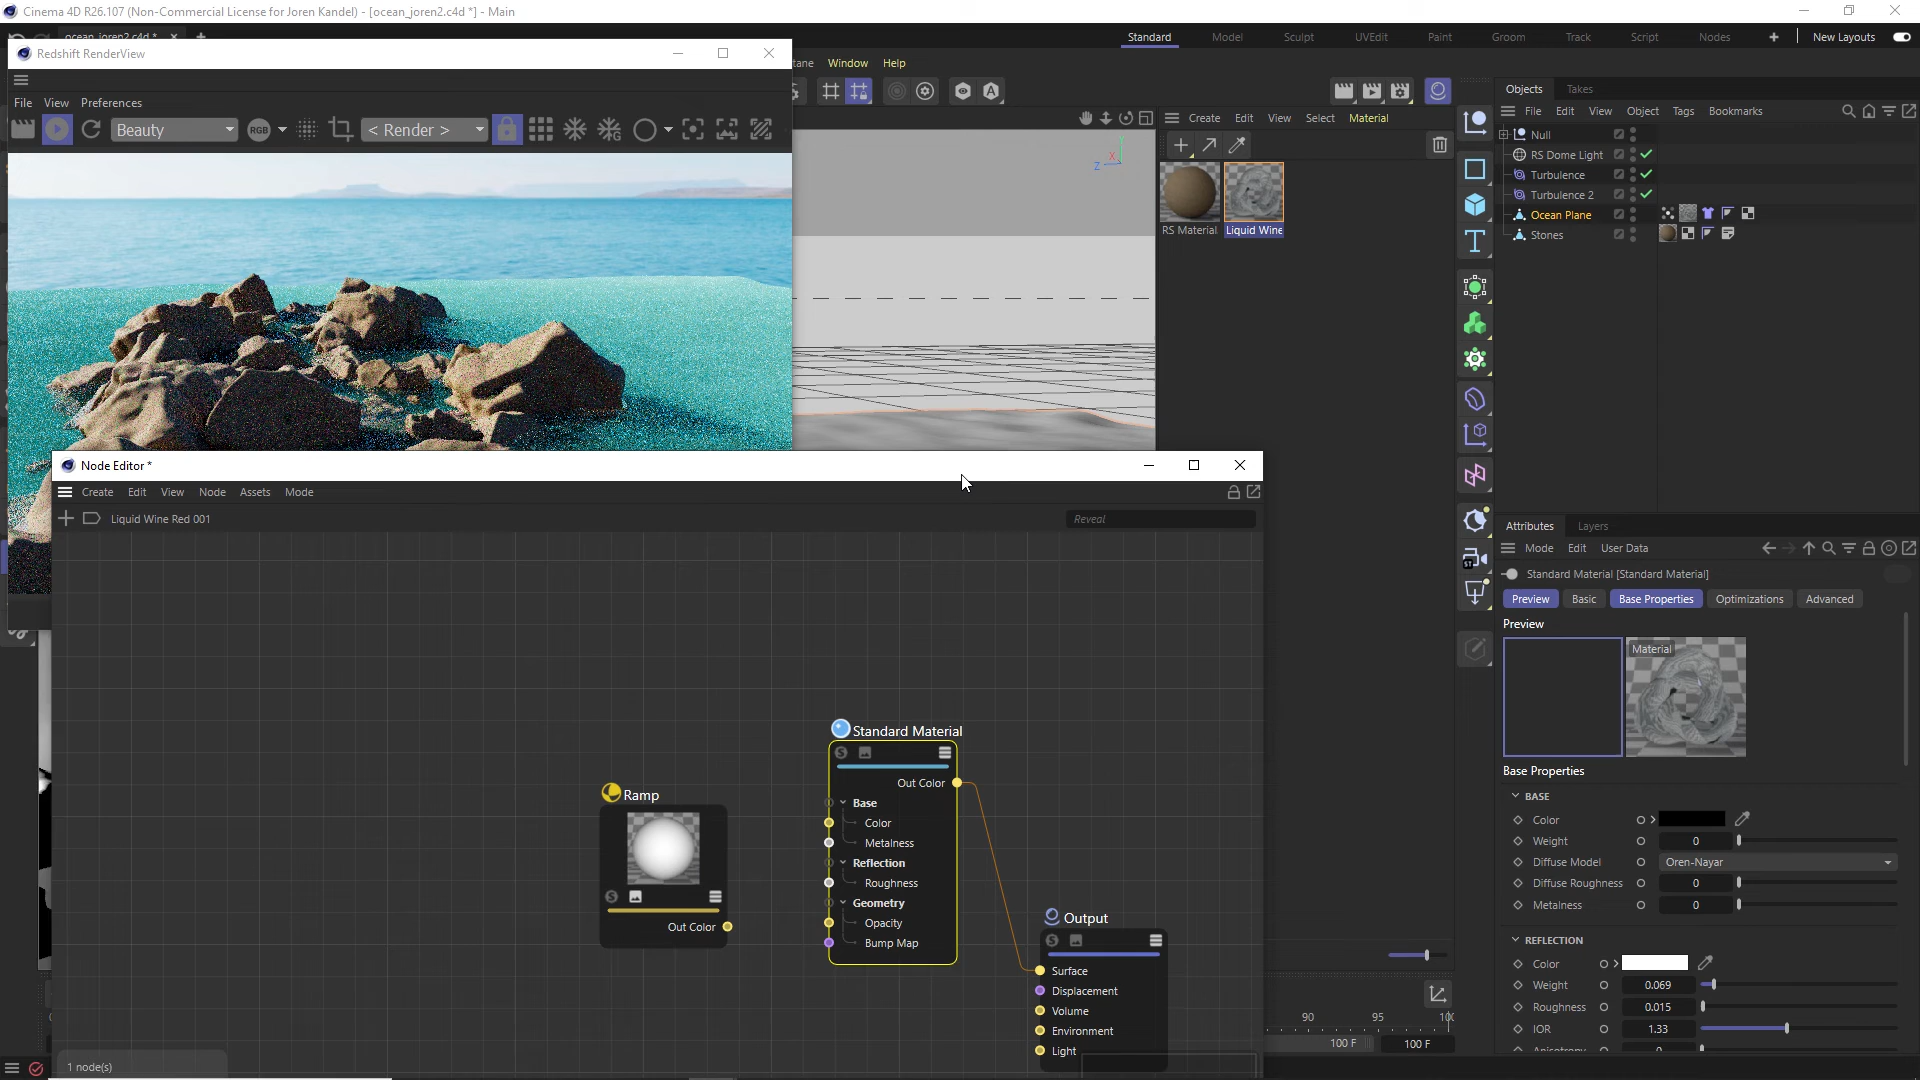 Cinema 4D R26.107 (Non-Commercial License for Joren Kandel) - [ocean_joren2.c4d *] - Main
ocean_joren2.c4d *
Standard Model Sculpt UVEdit Paint Groom Track Script Nodes New Layouts
Redshift RenderView
Window Help
File View Preferences
Beauty RGB < Render >
Create Edit View Select Material
RS Material Liquid Wine
X
Z
Objects Takes
File Edit View Object Tags Bookmarks
Null
RS Dome Light
Turbulence
Turbulence 2
Ocean Plane
Stones
Node Editor *
Create Edit View Node Assets Mode
Liquid Wine Red 001
Reveal
Ramp
Out Color
Standard Material
Out Color
Base
Color
Metalness
Reflection
Roughness
Geometry
Opacity
Bump Map
Output
Surface
Displacement
Volume
Environment
Light
1 node(s)
90 95
100 F 100 F
Attributes Layers
Mode Edit User Data
Standard Material [Standard Material]
Preview Basic Base Properties Optimizations Advanced
Preview
Material
Base Properties
BASE
Color
Weight 0
Diffuse Model Oren-Nayar
Diffuse Roughness 0
Metalness 0
REFLECTION
Color
Weight 0.069
Roughness 0.015
IOR 1.33